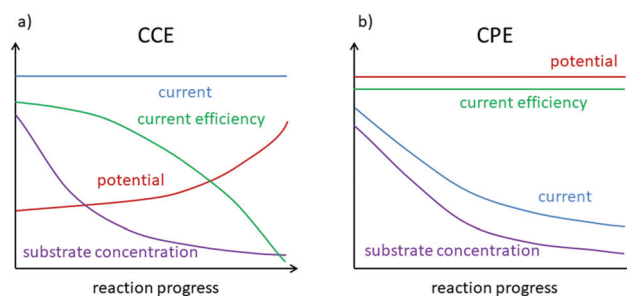 a)
CCE
current
current efficiency
potential
substrate concentration
reaction progress
b)
CPE
potential
current efficiency
current
substrate concentration
reaction progress